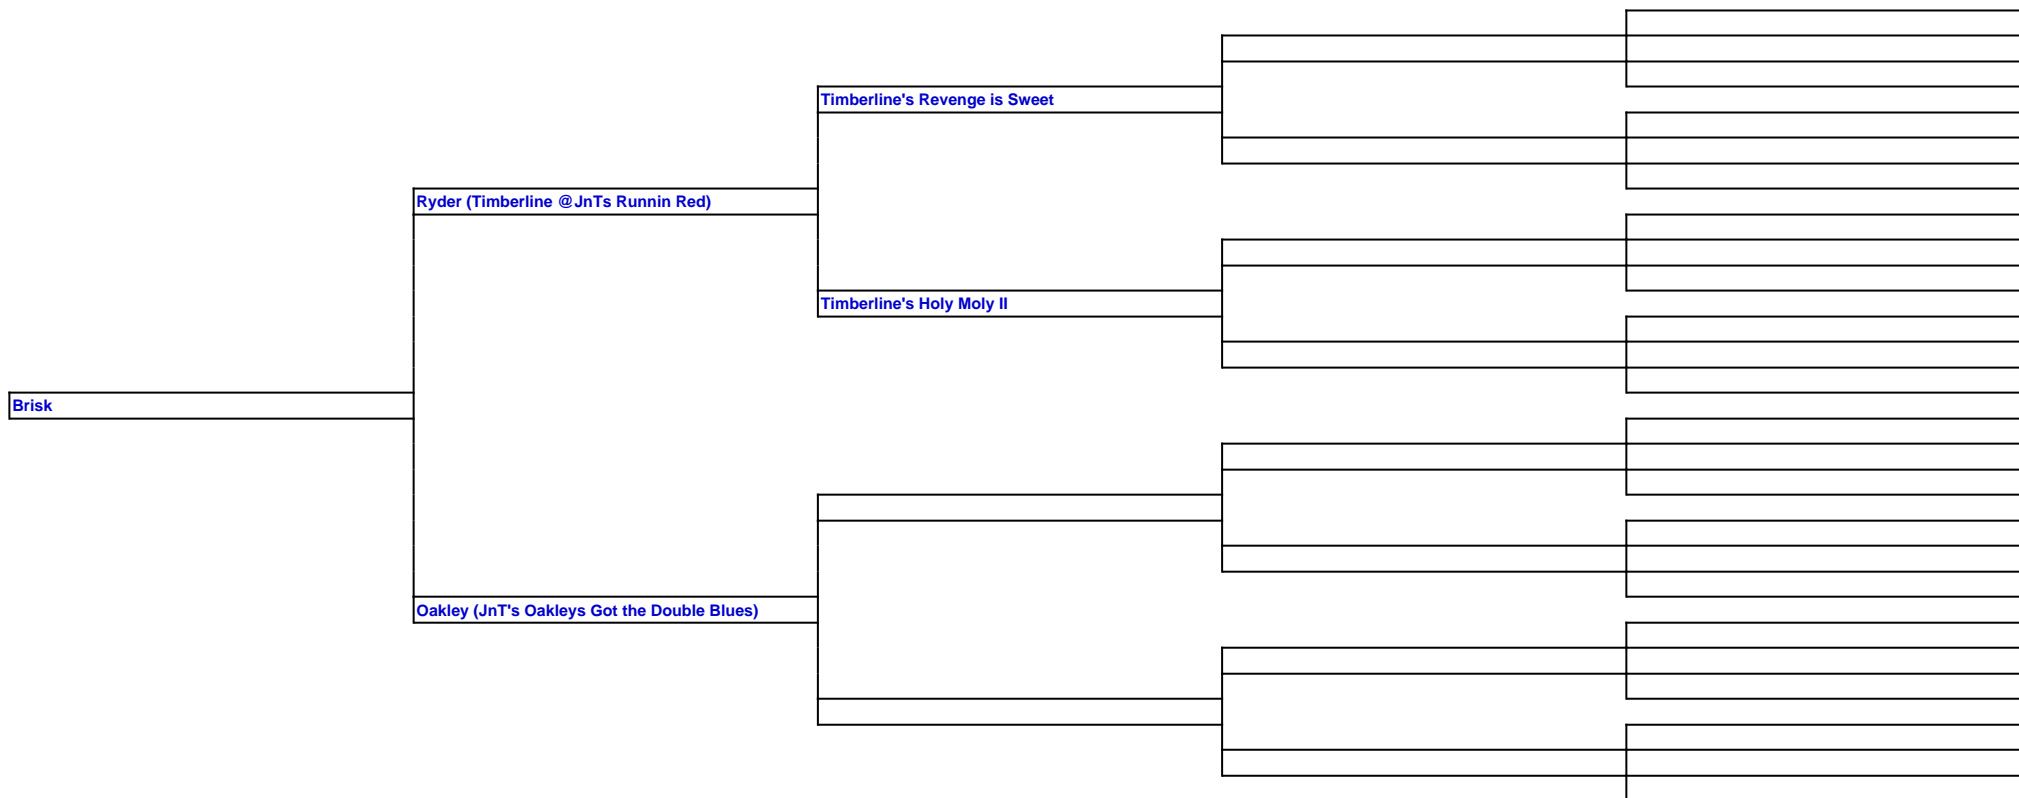 Timberline's Revenge is Sweet
Ryder (Timberline @JnTs Runnin Red)
Timberline's Holy Moly II
Brisk
Oakley (JnT's Oakleys Got the Double Blues)